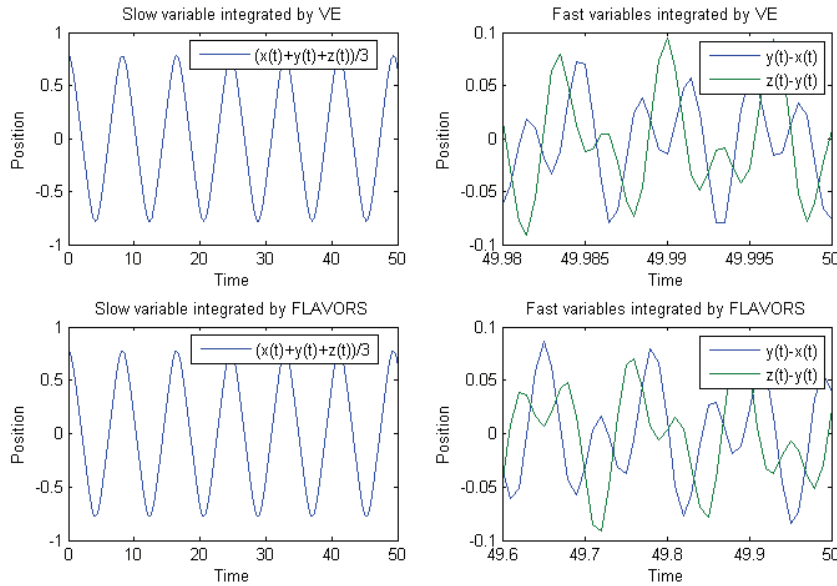 Slow variable integrated by VE
1
0.5
0
-0.5
-1
Position
(x(t)+y(t)+z(t))/3
0 10 20 30 40 50
Time
Fast variables integrated by VE
0.1
0.05
0
-0.05
-0.1
Position
y(t)-x(t)
z(t)-y(t)
49.98 49.985 49.99 49.995 50
Time
Slow variable integrated by FLAVORS
1
0.5
0
-0.5
-1
Position
(x(t)+y(t)+z(t))/3
0 10 20 30 40 50
Time
Fast variables integrated by FLAVORS
0.1
0.05
0
-0.05
-0.1
Position
y(t)-x(t)
z(t)-y(t)
49.6 49.7 49.8 49.9 50
Time